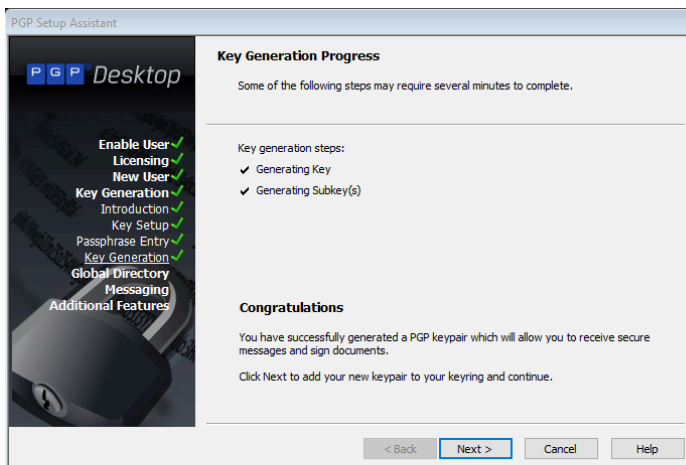 PGP Setup Assistant
PGP Desktop
Enable User
Licensing
New User
Key Generation
Introduction
Key Setup
Passphrase Entry
Key Generation
Global Directory
Messaging
Additional Features
Key Generation Progress
Some of the following steps may require several minutes to complete.
Key generation steps:
Generating Key
Generating Subkey(s)
Congratulations
You have successfully generated a PGP keypair which will allow you to receive secure
messages and sign documents.
Click Next to add your new keypair to your keyring and continue.
< Back
Next >
Cancel
Help